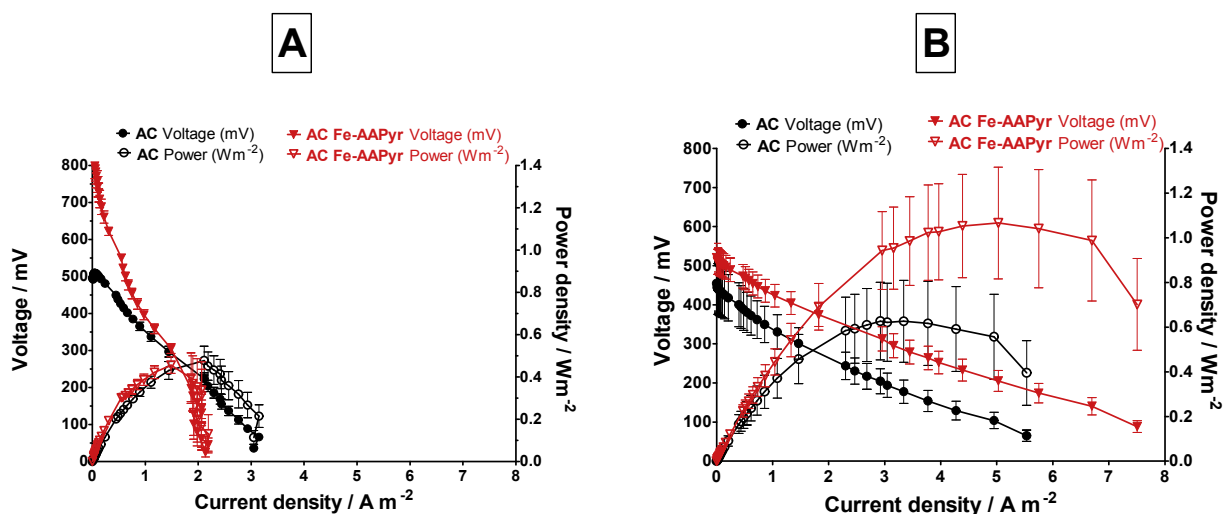 A
AC Voltage (mV)
AC Power (Wm⁻²)
AC Fe-AAPyr Voltage (mV)
AC Fe-AAPyr Power (Wm⁻²)
Voltage / mV
800
700
600
500
400
300
200
100
0
Power density / Wm⁻²
1.4
1.2
1.0
0.8
0.6
0.4
0.2
0.0
0 1 2 3 4 5 6 7 8
Current density / A m⁻²
B
AC Voltage (mV)
AC Power (Wm⁻²)
AC Fe-AAPyr Voltage (mV)
AC Fe-AAPyr Power (Wm⁻²)
Voltage / mV
800
700
600
500
400
300
200
100
0
Power density / Wm⁻²
1.4
1.2
1.0
0.8
0.6
0.4
0.2
0.0
0 1 2 3 4 5 6 7 8
Current density / A m⁻²